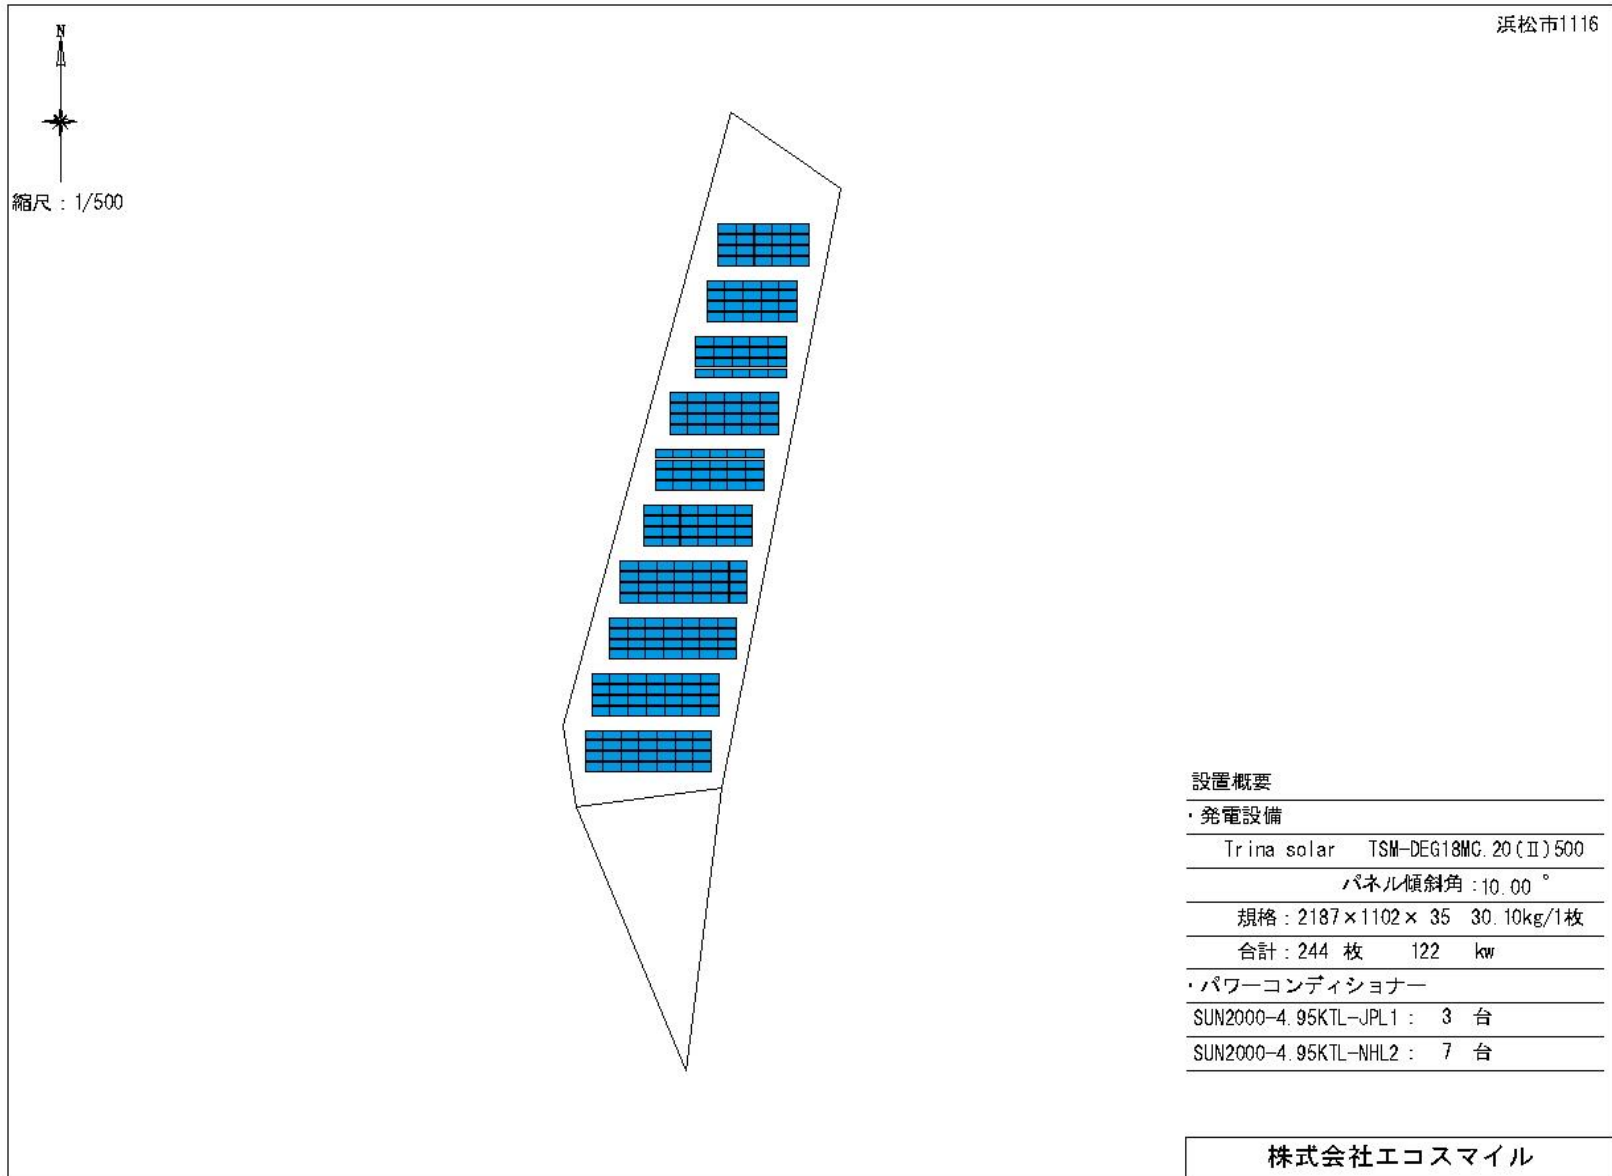 浜松市1116
N
縮尺：1/500
設置概要
・発電設備
Trina solar TSM-DEG18MC.20(Ⅱ)500
パネル傾斜角：10.00°
規格：2187×1102× 35 30.10kg/1枚
合計：244 枚 122 kw
・パワーコンディショナー
SUN2000-4.95KTL-JPL1： 3 台
SUN2000-4.95KTL-NHL2： 7 台
株式会社エコスマイル